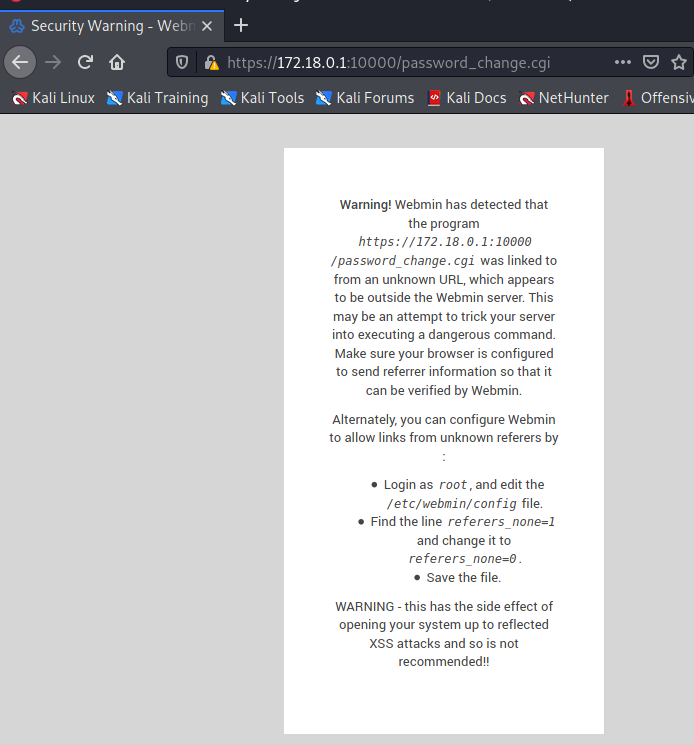 Security Warning - Webm
https://172.18.0.1:10000/password_change.cgi
Kali Linux Kali Training Kali Tools Kali Forums Kali Docs NetHunter Offensiv
Warning! Webmin has detected that
the program
https://172.18.0.1:10000
/password_change.cgi was linked to
from an unknown URL, which appears
to be outside the Webmin server. This
may be an attempt to trick your server
into executing a dangerous command.
Make sure your browser is configured
to send referrer information so that it
can be verified by Webmin.
Alternately, you can configure Webmin
to allow links from unknown referers by
:
• Login as root, and edit the
/etc/webmin/config file.
• Find the line referers_none=1
and change it to
referers_none=0.
• Save the file.
WARNING - this has the side effect of
opening your system up to reflected
XSS attacks and so is not
recommended!!